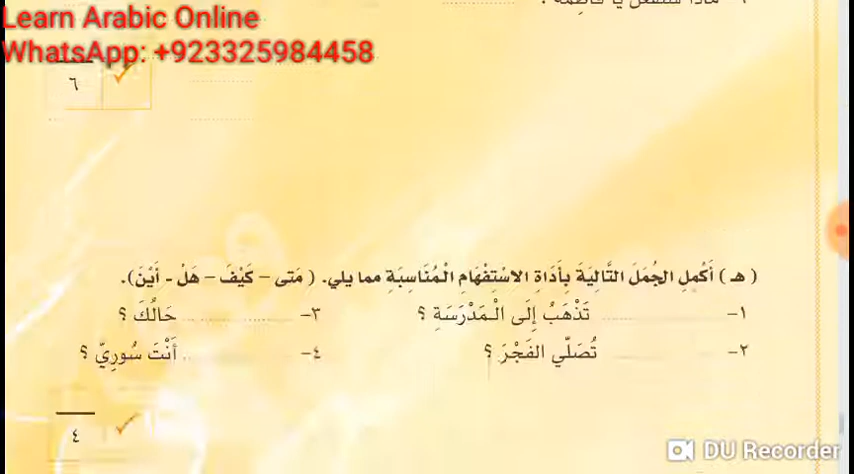 Learn Arabic Online
WhatsApp: +923325984458
٦
( هـ ) أَكْمِلِ الجُمَلَ التَّالِيَةَ بِأَدَاةِ الاسْتِفْهَامِ الْمُنَاسِبَةِ مما يلي. ( مَتى – كَيْفَ – هَلْ - أَيْنَ).
١– .................. تَذْهَبُ إِلَى الْمَدْرَسَةِ ؟
٣– .................. حَالُكَ ؟
٢– .................. تُصَلِّي الفَجْرَ ؟
٤– .................. أَنْتَ سُورِيّ ؟
٤
DU Recorder